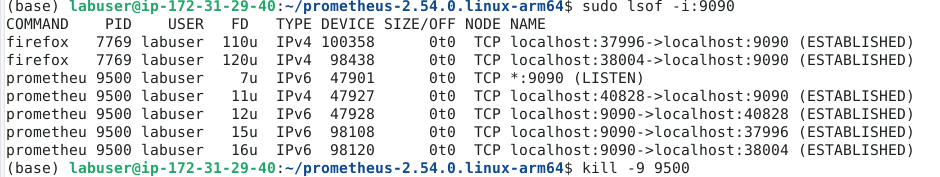 (base) labuser@ip-172-31-29-40:~/prometheus-2.54.0.linux-arm64$ sudo lsof -i:9090
COMMAND    PID    USER   FD   TYPE DEVICE SIZE/OFF NODE NAME
firefox   7769 labuser  110u  IPv4 100358      0t0  TCP localhost:37996->localhost:9090 (ESTABLISHED)
firefox   7769 labuser  120u  IPv4  98438      0t0  TCP localhost:38004->localhost:9090 (ESTABLISHED)
prometheu 9500 labuser    7u  IPv6  47901      0t0  TCP *:9090 (LISTEN)
prometheu 9500 labuser   11u  IPv4  47927      0t0  TCP localhost:40828->localhost:9090 (ESTABLISHED)
prometheu 9500 labuser   12u  IPv6  47928      0t0  TCP localhost:9090->localhost:40828 (ESTABLISHED)
prometheu 9500 labuser   15u  IPv6  98108      0t0  TCP localhost:9090->localhost:37996 (ESTABLISHED)
prometheu 9500 labuser   16u  IPv6  98120      0t0  TCP localhost:9090->localhost:38004 (ESTABLISHED)
(base) labuser@ip-172-31-29-40:~/prometheus-2.54.0.linux-arm64$ kill -9 9500